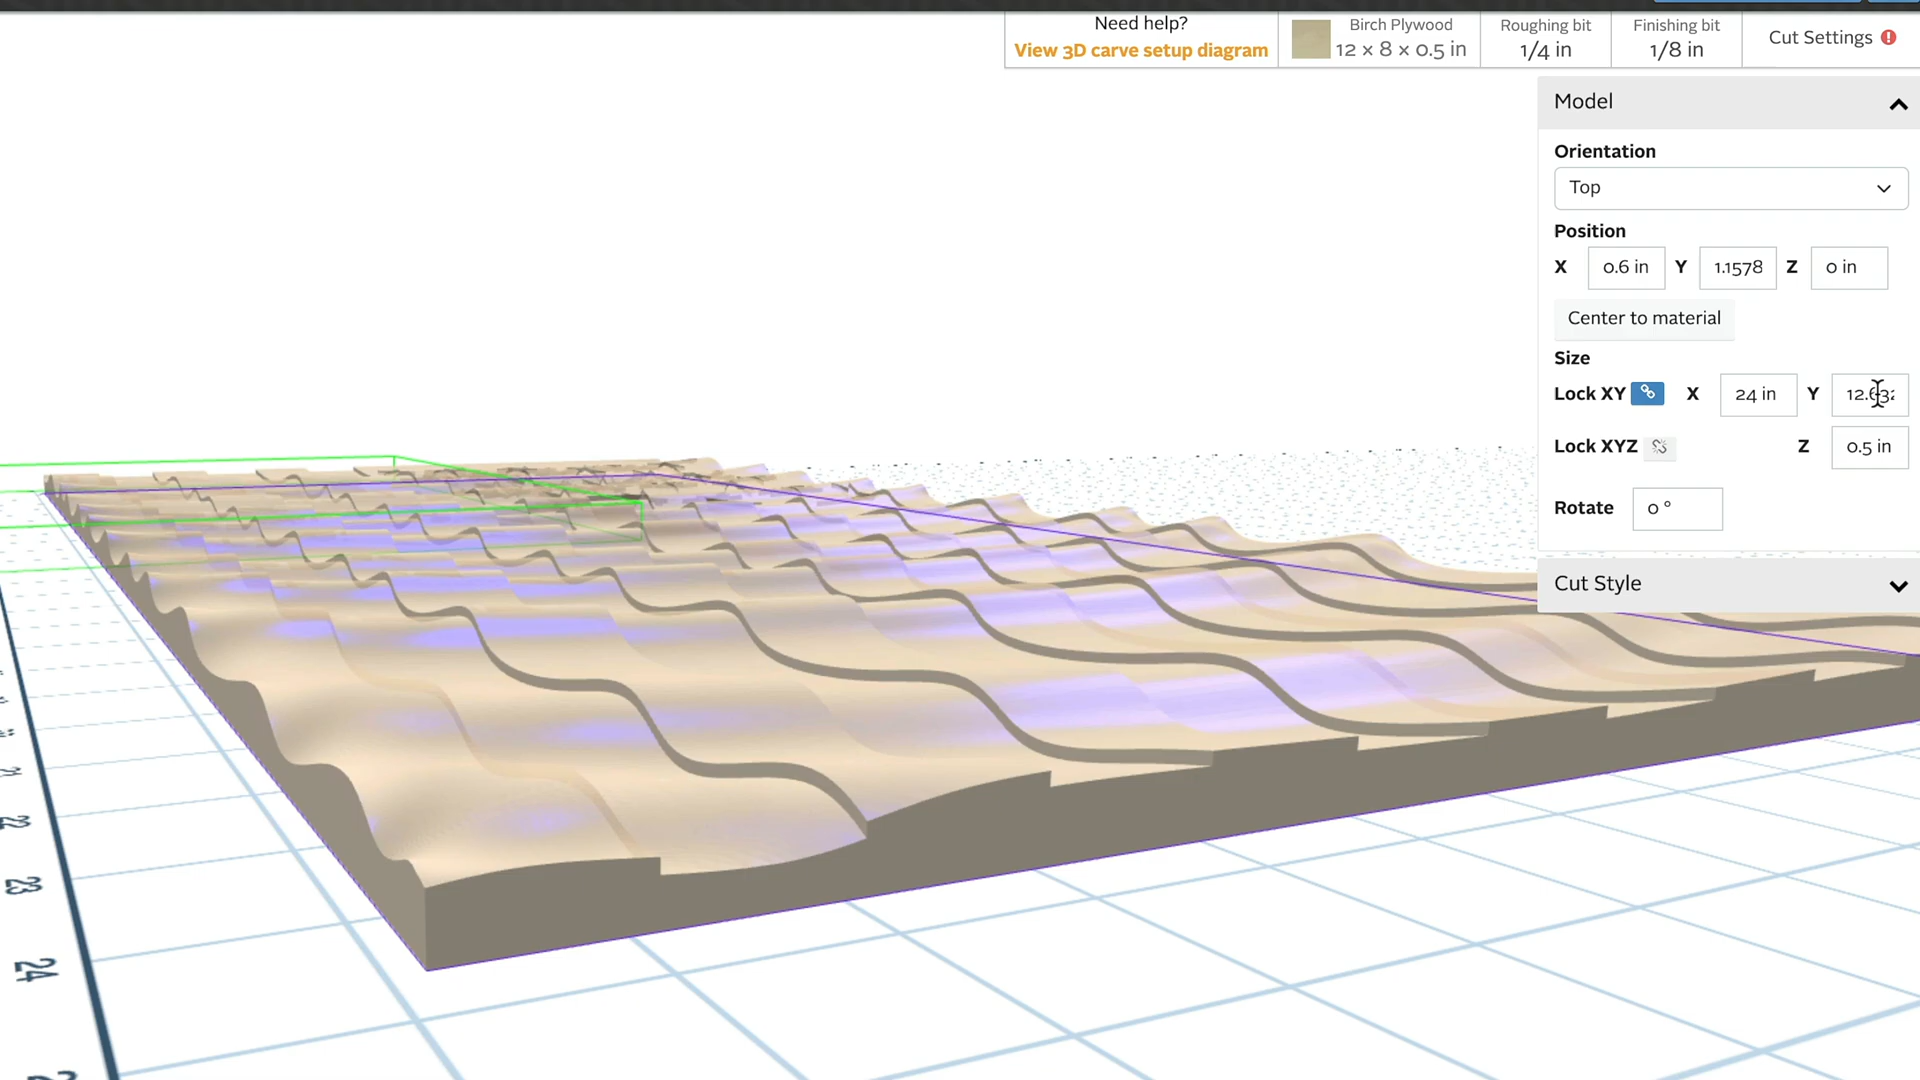 Need help?
View 3D carve setup diagram
Birch Plywood
12 × 8 × 0.5 in
Roughing bit
1/4 in
Finishing bit
1/8 in
Cut Settings
Model
Orientation
Top
Position
X 0.6 in Y 1.1578 Z 0 in
Center to material
Size
Lock XY X 24 in Y
Lock XYZ Z 0.5 in
Rotate 0 °
Cut Style
22
23
24